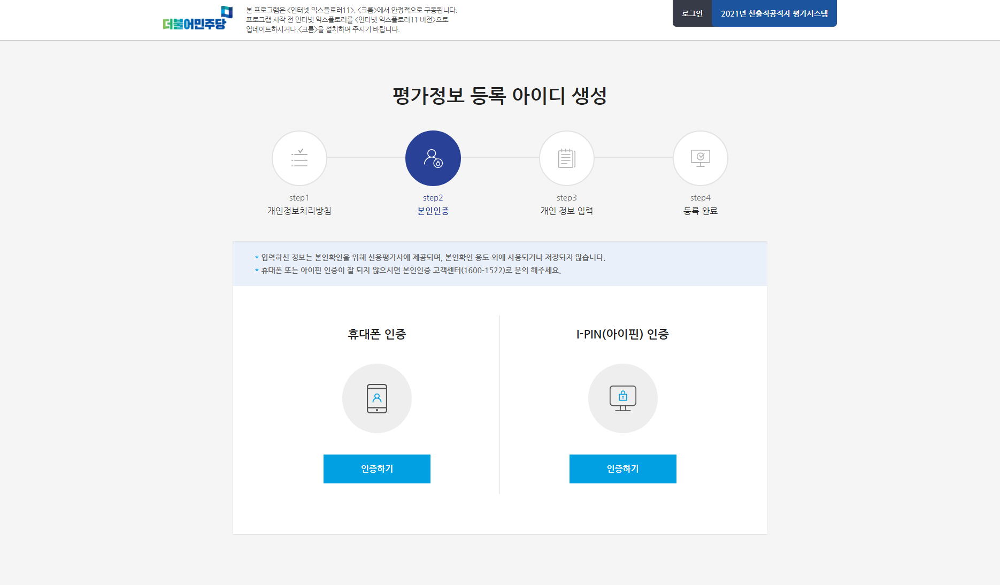 더불어민주당
본 프로그램은 <인터넷 익스플로러11>, <크롬>에서 안정적으로 구동됩니다.
프로그램 시작 전 인터넷 익스플로러를 <인터넷 익스플로러11 버전>으로
업데이트하시거나,<크롬>을 설치하여 주시기 바랍니다.
로그인
2021년 선출직공직자 평가시스템
평가정보 등록 아이디 생성
step1
개인정보처리방침
step2
본인인증
step3
개인 정보 입력
step4
등록 완료
* 입력하신 정보는 본인확인을 위해 신용평가사에 제공되며, 본인확인 용도 외에 사용되거나 저장되지 않습니다.
* 휴대폰 또는 아이핀 인증이 잘 되지 않으시면 본인인증 고객센터(1600-1522)로 문의 해주세요.
휴대폰 인증
인증하기
I-PIN(아이핀) 인증
인증하기